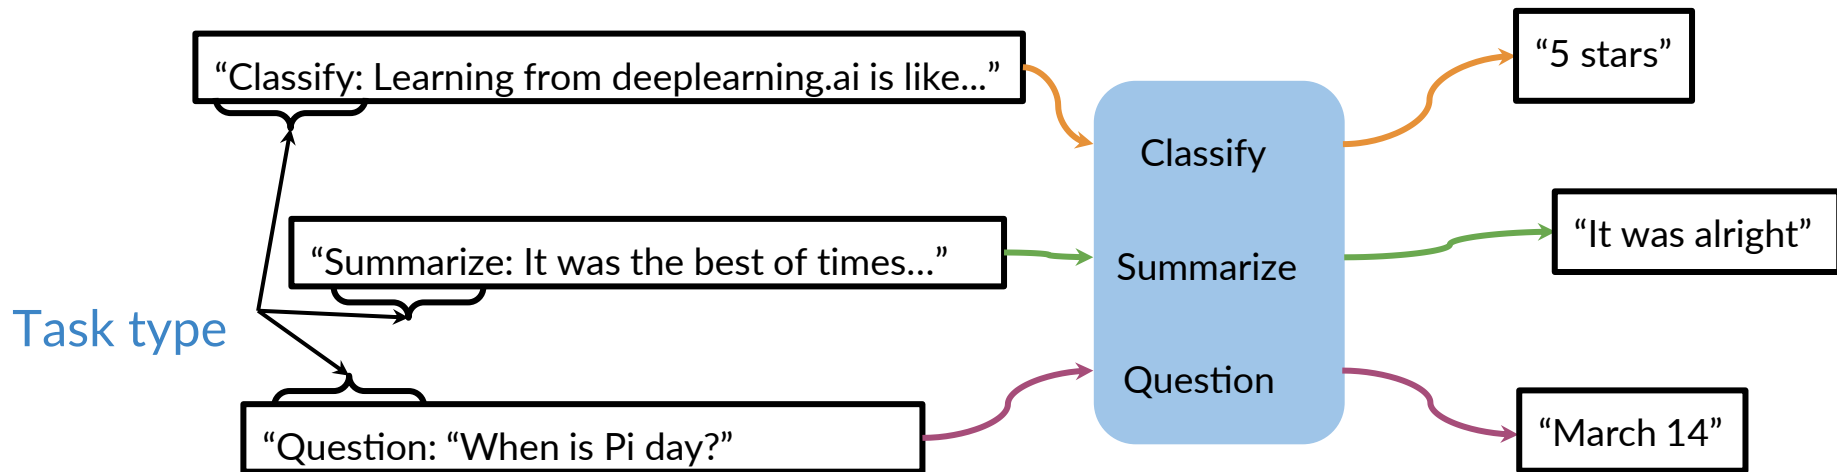 “Classify: Learning from deeplearning.ai is like...”
“5 stars”
Classify
“Summarize: It was the best of times...”
Summarize
“It was alright”
Task type
“Question: “When is Pi day?”
Question
“March 14”